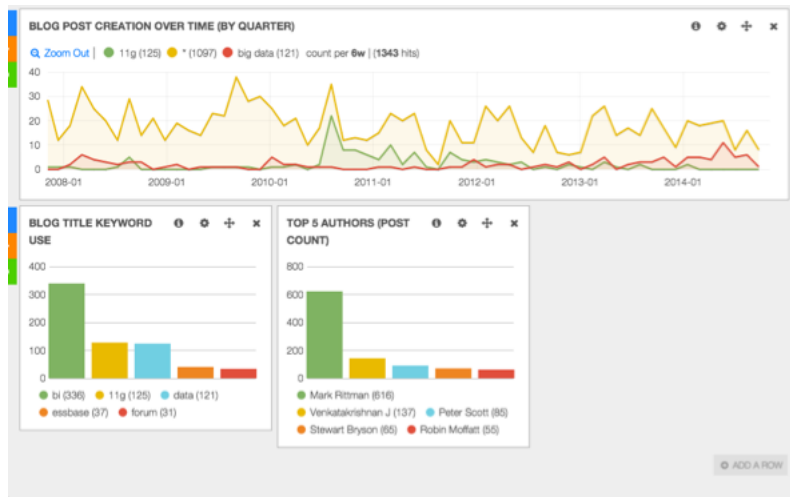 BLOG POST CREATION OVER TIME (BY QUARTER)
Zoom Out | 11g (125) * (1097) big data (121) count per 6w | (1343 hits)
40
30
20
10
0
2008-01 2009-01 2010-01 2011-01 2012-01 2013-01 2014-01
BLOG TITLE KEYWORD
USE
400
300
200
100
0
bi (336) 11g (125) data (121)
essbase (37) forum (31)
TOP 5 AUTHORS (POST
COUNT)
800
600
400
200
0
Mark Rittman (616)
Venkatakrishnan J (137) Peter Scott (85)
Stewart Bryson (65) Robin Moffatt (55)
ADD A ROW